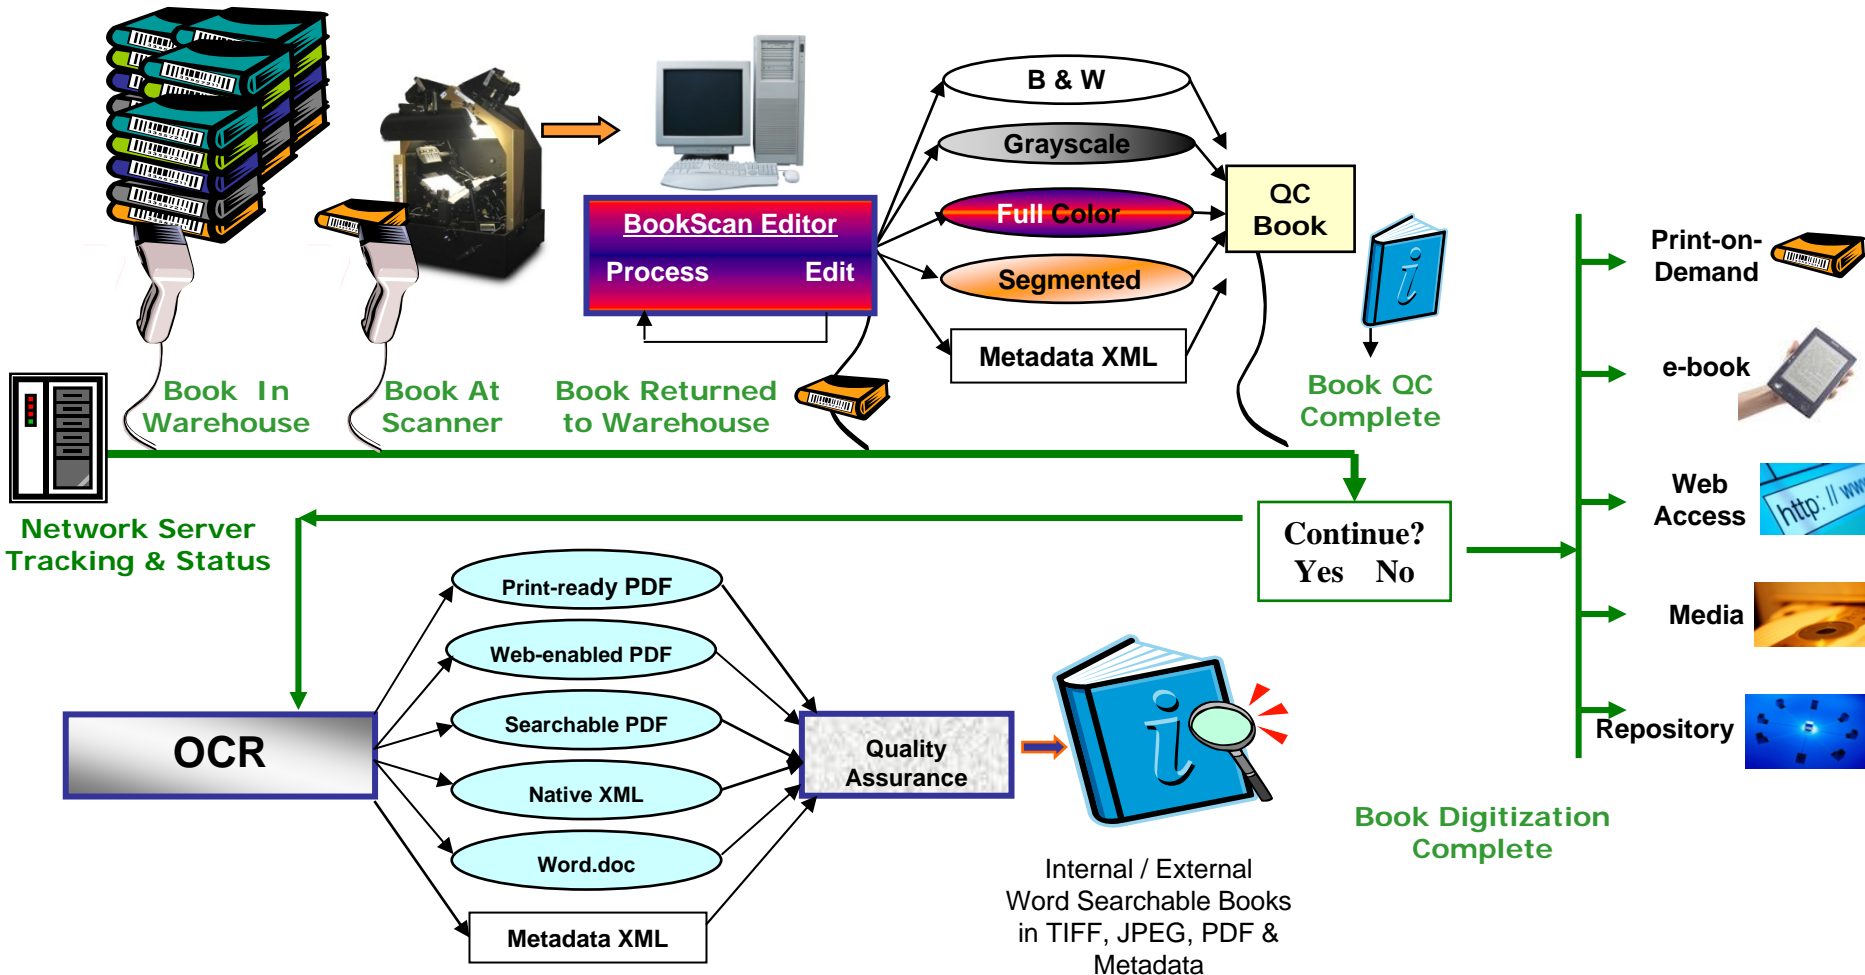 B & W
Grayscale
Full Color
Segmented
Metadata XML
BookScan Editor
Process Edit
QC
Book
Book In
Warehouse
Book At
Scanner
Book Returned
to Warehouse
Book QC
Complete
Network Server
Tracking & Status
Continue?
Yes No
Print-on-
Demand
e-book
Web
Access
http: // www
Media
Repository
OCR
Print-ready PDF
Web-enabled PDF
Searchable PDF
Native XML
Word.doc
Metadata XML
Quality
Assurance
i
i
Internal / External
Word Searchable Books
in TIFF, JPEG, PDF &
Metadata
Book Digitization
Complete